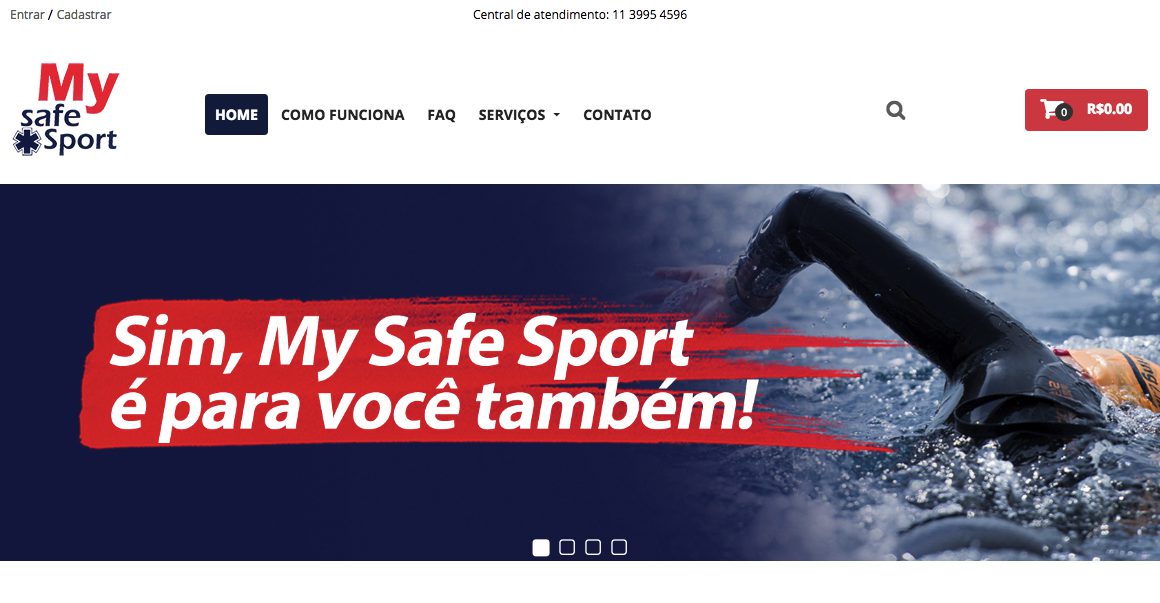 Entrar / Cadastrar
Central de atendimento: 11 3995 4596
My
safe
Sport
HOME
COMO FUNCIONA
FAQ
SERVIÇOS
CONTATO
0
R$0.00
Sim, My Safe Sport
é para você também!